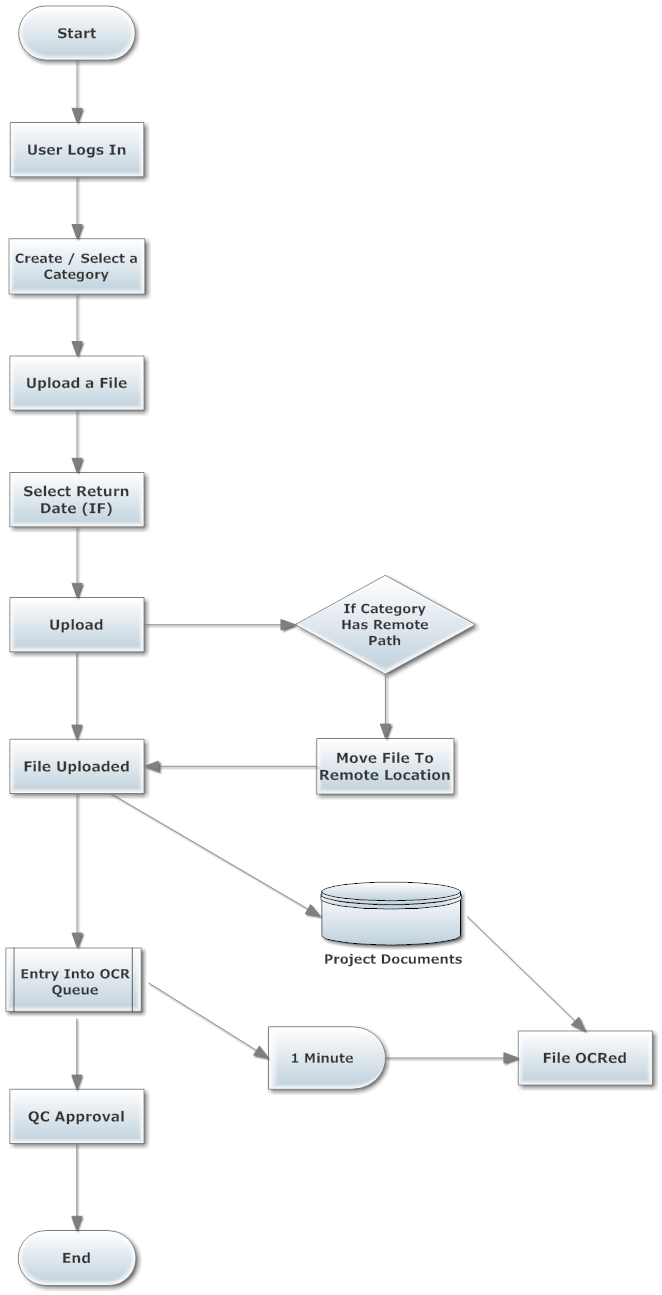 Start
User Logs In
Create / Select a
Category
Upload a File
Select Return
Date (IF)
Upload
If Category
Has Remote
Path
File Uploaded
Move File To
Remote Location
Project Documents
Entry Into OCR
Queue
1 Minute
File OCRed
QC Approval
End